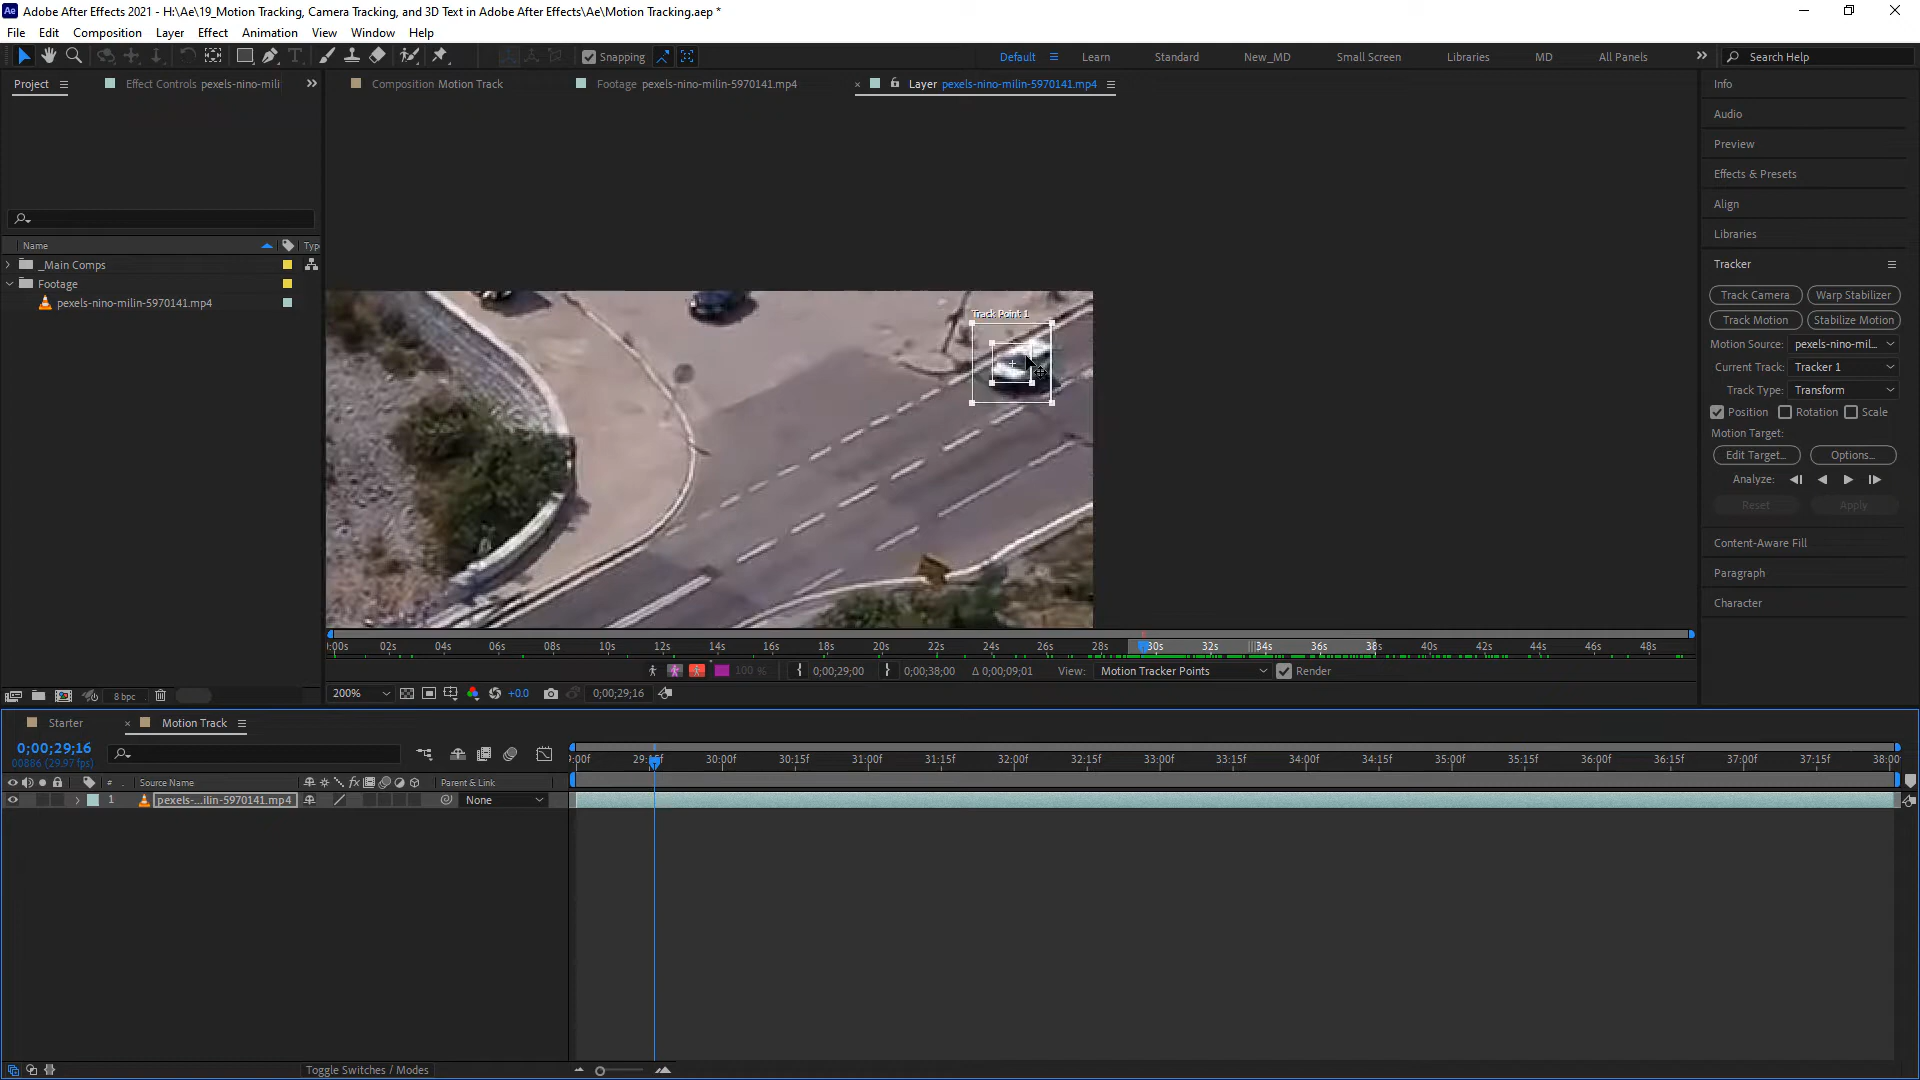 Adobe After Effects 2021 - H:\Ae\19_Motion Tracking, Camera Tracking, and 3D Text in Adobe After Effects\Ae\Motion Tracking.aep *
File Edit Composition Layer Effect Animation View Window Help
Snapping Default Learn Standard New_MD Small Screen Libraries MD All Panels Search Help
Project Effect Controls pexels-nino-mili
Composition Motion Track
Footage pexels-nino-milin-5970141.mp4
Layer pexels-nino-milin-5970141.mp4
Name Typ
_Main Comps
Footage
pexels-nino-milin-5970141.mp4
8 bpc
Track Point 1
:00s 02s 04s 06s 08s 10s 12s 14s 16s 18s 20s 22s 24s 26s 28s 30s 32s 34s 36s 38s 40s 42s 44s 46s 48s
100 % 0;00;29;00 0;00;38;00 Δ 0;00;09;01 View: Motion Tracker Points Render
200% +0.0 0;00;29;16
Info
Audio
Preview
Effects & Presets
Align
Libraries
Tracker
Track Camera Warp Stabilizer
Track Motion Stabilize Motion
Motion Source: pexels-nino-mil...
Current Track: Tracker 1
Track Type: Transform
Position Rotation Scale
Motion Target:
Edit Target... Options...
Analyze:
Reset Apply
Content-Aware Fill
Paragraph
Character
Starter Motion Track
0;00;29;16
00886 (29.97 fps)
# Source Name fx Parent & Link
1 pexels-...ilin-5970141.mp4 None
30:00f 30:15f 31:00f 31:15f 32:00f 32:15f 33:00f 33:15f 34:00f 34:15f 35:00f 35:15f 36:00f 36:15f 37:00f 37:15f 38:00
Toggle Switches / Modes